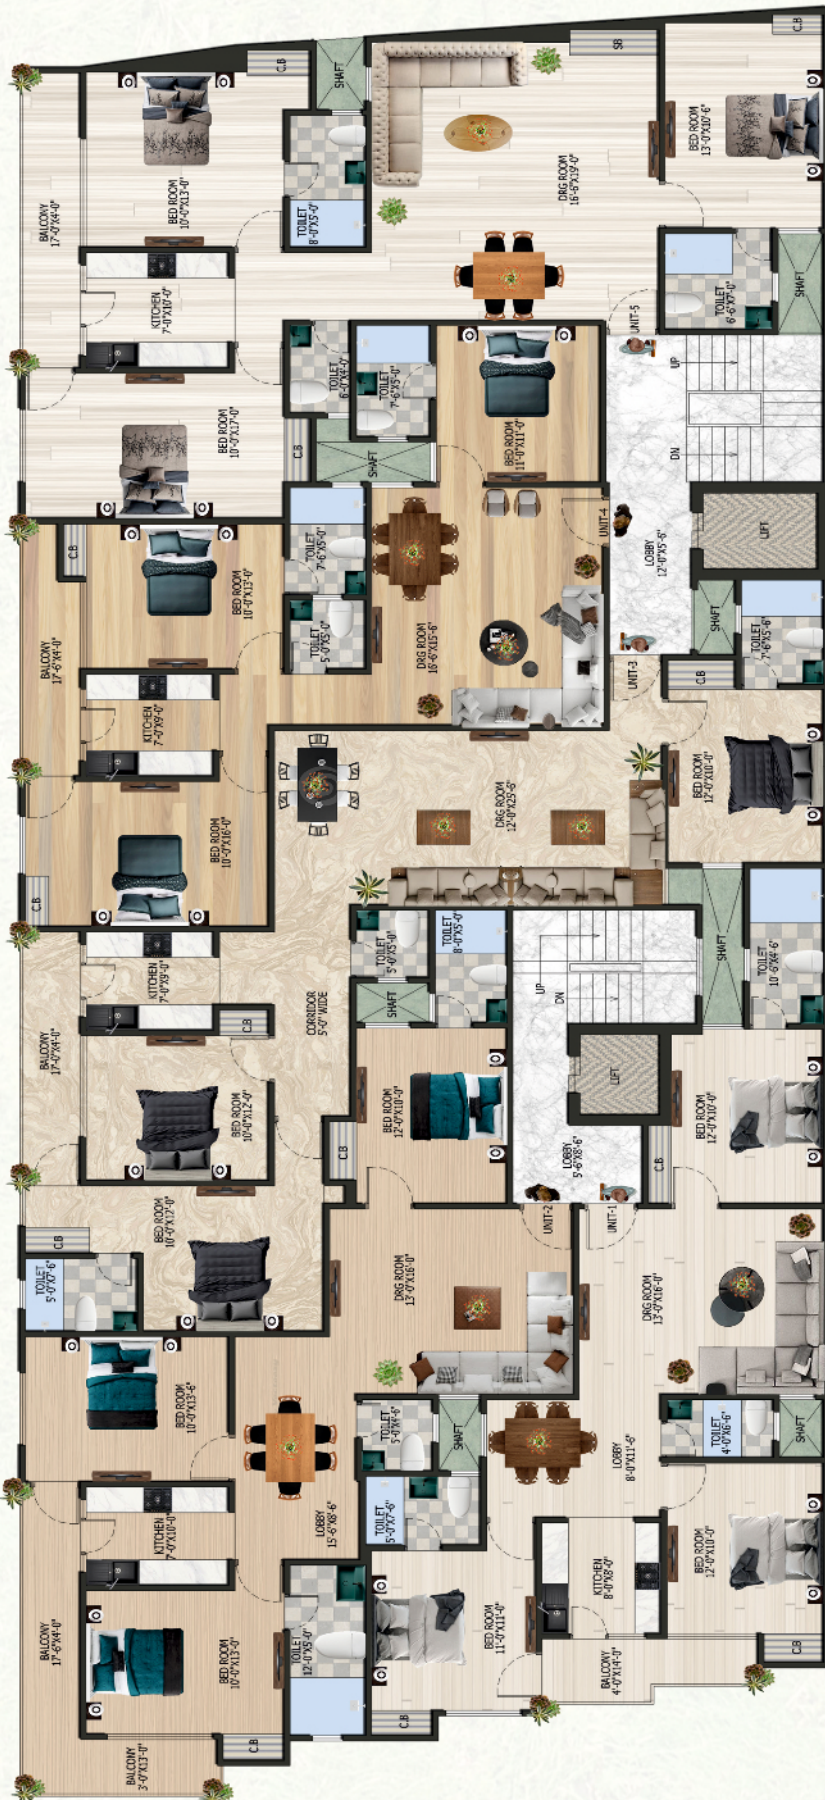 C.B
SHAFT
SB
C.B
BED ROOM
13'-0"X10'-6"
BED ROOM
10'-0"X13'-0"
DRG ROOM
16'-6"X19'-0"
BALCONY
17'-0"X4'-0"
TOILET
8'-0"X5'-0"
TOILET
6'-6"X7'-0"
SHAFT
KITCHEN
7'-0"X10'-0"
UNIT-5
UP
DN
TOILET
6'-0"X4'-0"
TOILET
7'-6"X5'-0"
BED ROOM
11'-0"X11'-0"
BED ROOM
10'-0"X17'-0"
C.B
SHAFT
UNIT-4
LOBBY
12'-0"X5'-6"
LIFT
C.B
TOILET
7'-6"X5'-0"
BED ROOM
10'-0"X13'-0"
TOILET
5'-0"X5'-0"
DRG ROOM
16'-6"X15'-6"
SHAFT
TOILET
7'-6"X5'-6"
BALCONY
17'-6"X4'-0"
UNIT-3
C.B
KITCHEN
7'-0"X9'-0"
BED ROOM
12'-0"X10'-0"
DRG ROOM
12'-0"X25'-6"
BED ROOM
10'-0"X16'-0"
C.B
TOILET
5'-0"X5'-0"
TOILET
8'-0"X5'-0"
SHAFT
TOILET
10'-6"X4'-6"
KITCHEN
7'-0"X9'-0"
UP
DN
CORRIDOR
5'-0" WIDE
SHAFT
C.B
BALCONY
17'-0"X4'-0"
LIFT
BED ROOM
10'-0"X12'-0"
BED ROOM
12'-0"X10'-0"
BED ROOM
12'-0"X10'-0"
C.B
LOBBY
5'-6"X8'-6"
C.B
BED ROOM
10'-0"X12'-0"
UNIT-2
UNIT-1
C.B
TOILET
5'-0"X7'-6"
DRG ROOM
13'-0"X16'-0"
DRG ROOM
13'-0"X16'-0"
BED ROOM
10'-0"X13'-6"
TOILET
5'-0"X4'-6"
SHAFT
LOBBY
8'-0"X11'-6"
TOILET
4'-0"X6'-6"
SHAFT
KITCHEN
7'-0"X10'-0"
LOBBY
15'-6"X8'-6"
TOILET
5'-0"X7'-6"
BED ROOM
12'-0"X10'-0"
KITCHEN
8'-0"X8'-0"
BALCONY
17'-6"X4'-0"
BED ROOM
10'-0"X13'-0"
TOILET
12'-0"X5'-0"
BED ROOM
11'-0"X11'-0"
BALCONY
4'-0"X14'-0"
C.B
C.B
C.B
BALCONY
3'-0"X13'-0"